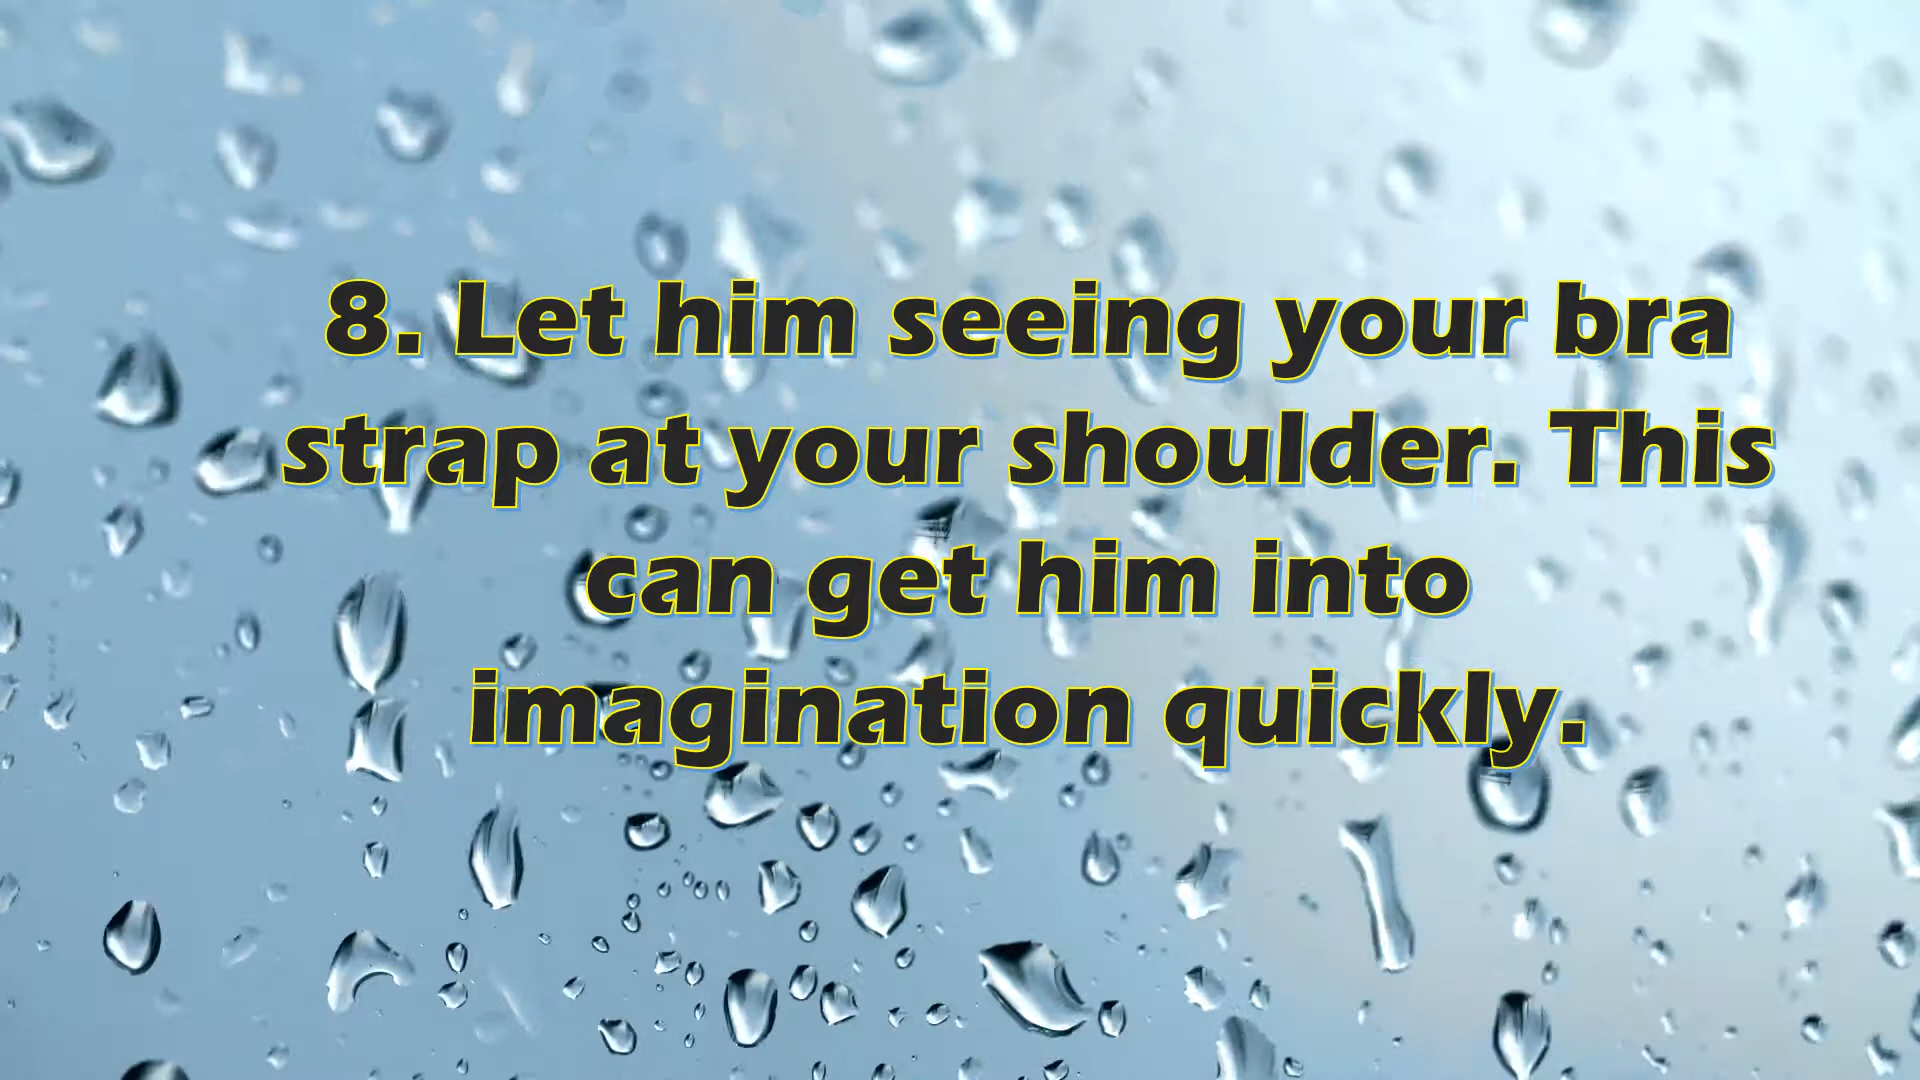 8. Let him seeing your bra
strap at your shoulder. This
can get him into
imagination quickly.